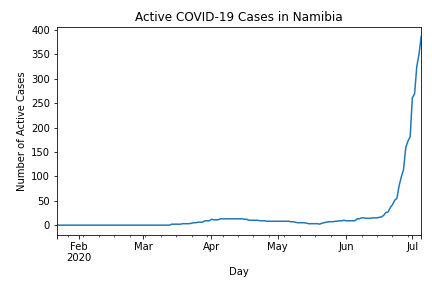 Active COVID-19 Cases in Namibia
400
350
300
250
200
150
100
50
0
Number of Active Cases
Feb Mar Apr May Jun Jul
2020
Day